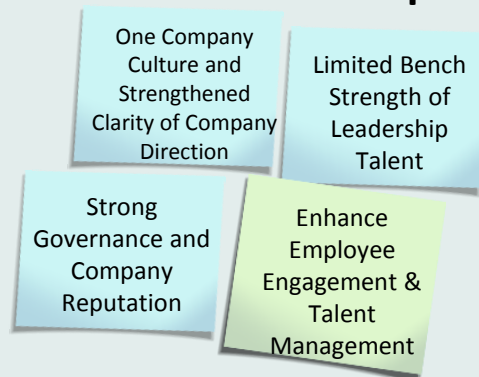 One Company
Culture and
Strengthened
Clarity of Company
Direction
Limited Bench
Strength of
Leadership
Talent
Strong
Governance and
Company
Reputation
Enhance
Employee
Engagement &
Talent
Management